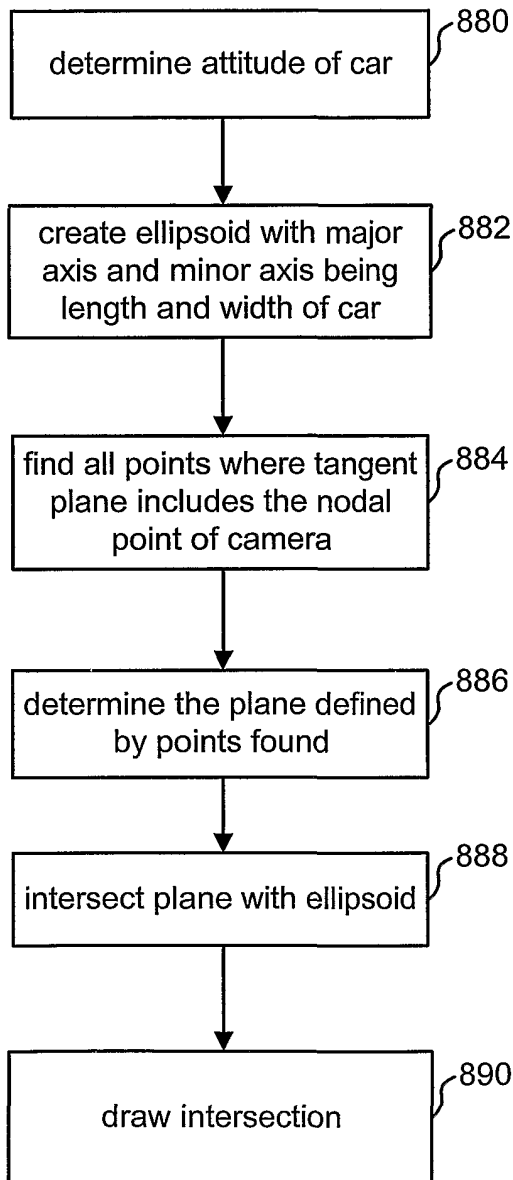 880
determine attitude of car
882
create ellipsoid with major
axis and minor axis being
length and width of car
884
find all points where tangent
plane includes the nodal
point of camera
886
determine the plane defined
by points found
888
intersect plane with ellipsoid
890
draw intersection